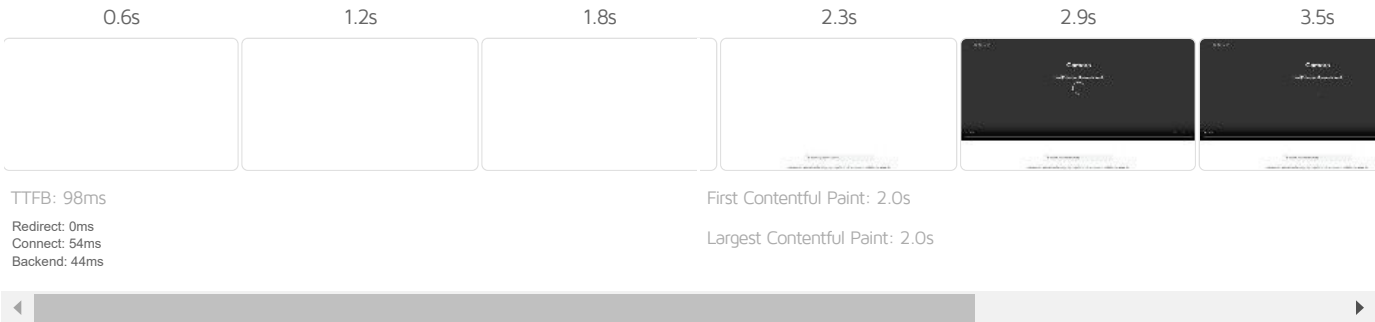 0.6s
1.2s
1.8s
2.3s
2.9s
3.5s
TTFB: 98ms
Redirect: 0ms
Connect: 54ms
Backend: 44ms
First Contentful Paint: 2.0s
Largest Contentful Paint: 2.0s